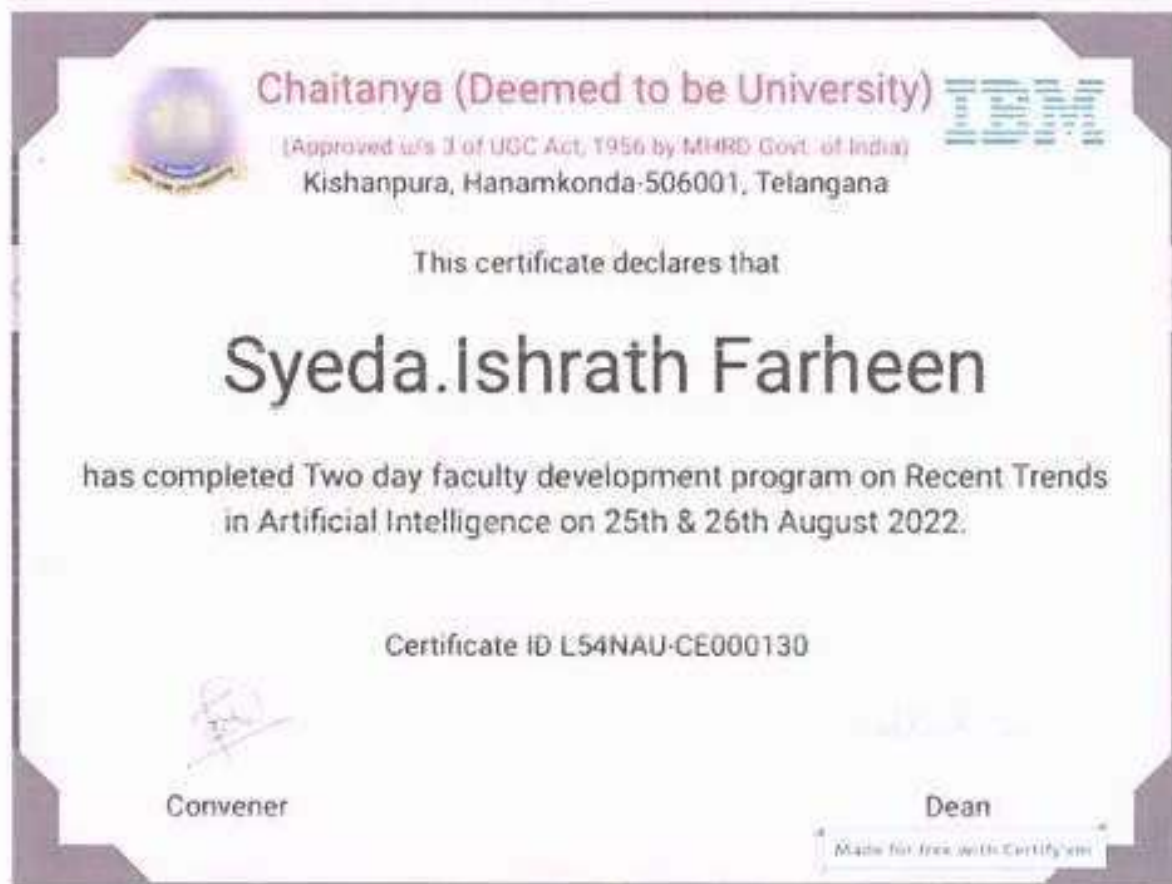 Chaitanya (Deemed to be University)
IBM
(Approved u/s 3 of UGC Act, 1956 by MHRD Govt. of India)
Kishanpura, Hanamkonda-506001, Telangana
This certificate declares that
Syeda.Ishrath Farheen
has completed Two day faculty development program on Recent Trends
in Artificial Intelligence on 25th & 26th August 2022.
Certificate ID L54NAU-CE000130
Convener
Dean
Made for free with Certify'em